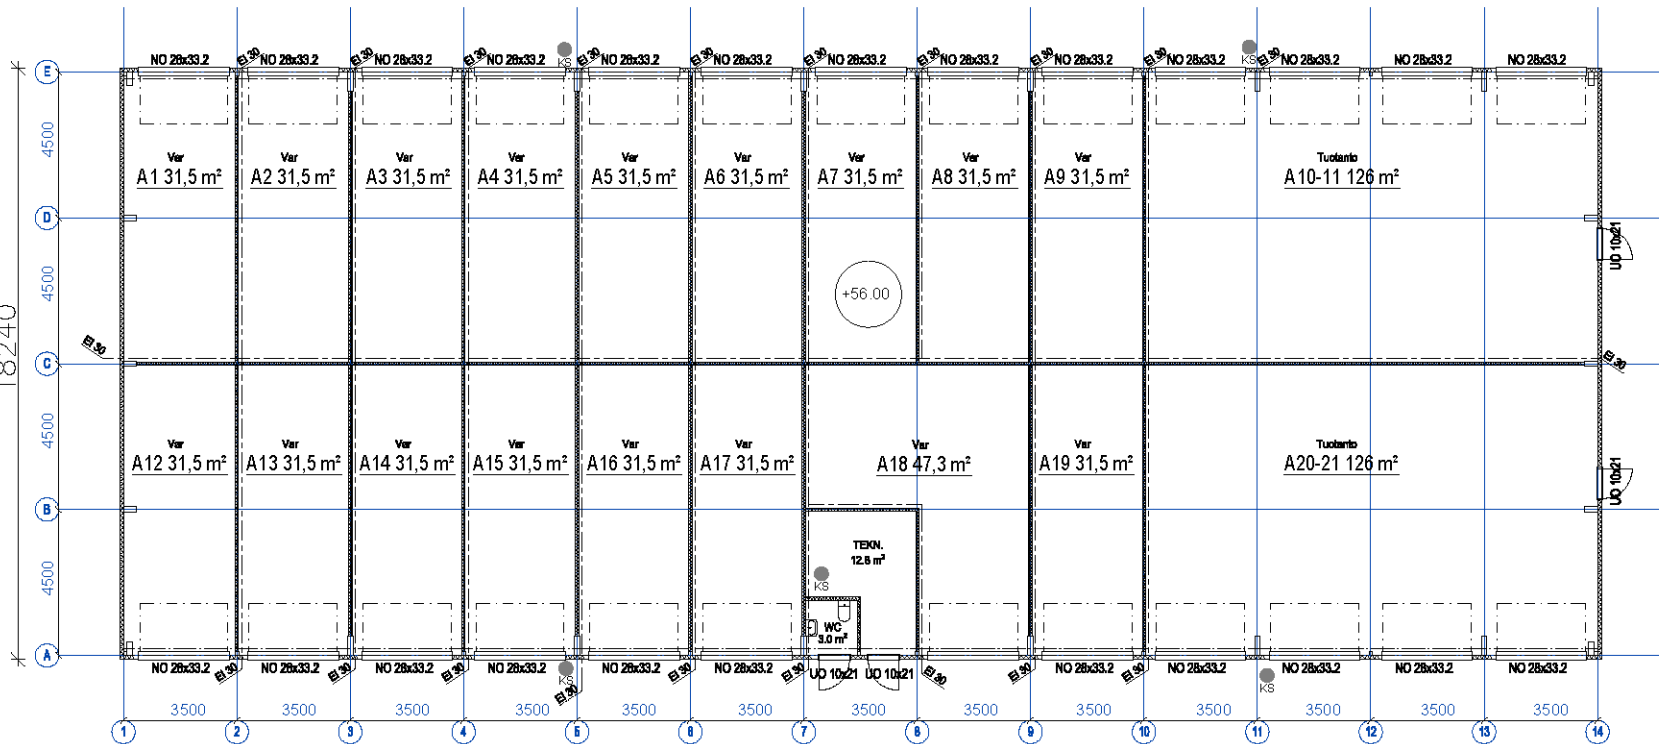 KS KS
NO 28x33.2 EI 30 NO 28x33.2 EI 30 NO 28x33.2 EI 30 NO 28x33.2 EI 30 NO 28x33.2 EI 30 NO 28x33.2 EI 30 NO 28x33.2 EI 30 NO 28x33.2 EI 30 NO 28x33.2 EI 30 NO 28x33.2 EI 30 NO 28x33.2 NO 28x33.2 NO 28x33.2
E
4500
Var Var Var Var Var Var Var Var Var Tuotanto
A1 31,5 m² A2 31,5 m² A3 31,5 m² A4 31,5 m² A5 31,5 m² A6 31,5 m² A7 31,5 m² A8 31,5 m² A9 31,5 m² A10-11 126 m²
D
UO 10x21
4500
+56.00
18240
EI 30
C
EI 30
4500
Var Var Var Var Var Var Var Var Tuotanto
A12 31,5 m² A13 31,5 m² A14 31,5 m² A15 31,5 m² A16 31,5 m² A17 31,5 m² A18 47,3 m² A19 31,5 m² A20-21 126 m²
UO 10x21
B
TEKN.
12.6 m²
4500
KS
WC
3.0 m²
A
NO 28x33.2 EI 30 NO 28x33.2 EI 30 NO 28x33.2 EI 30 NO 28x33.2 EI 30 NO 28x33.2 EI 30 NO 28x33.2 EI 30 UO 10x21 UO 10x21 EI 30 NO 28x33.2 EI 30 NO 28x33.2 EI 30 NO 28x33.2 NO 28x33.2 NO 28x33.2 NO 28x33.2
KS KS
3500 3500 3500 3500 3500 3500 3500 3500 3500 3500 3500 3500 3500
1 2 3 4 5 6 7 8 9 10 11 12 13 14